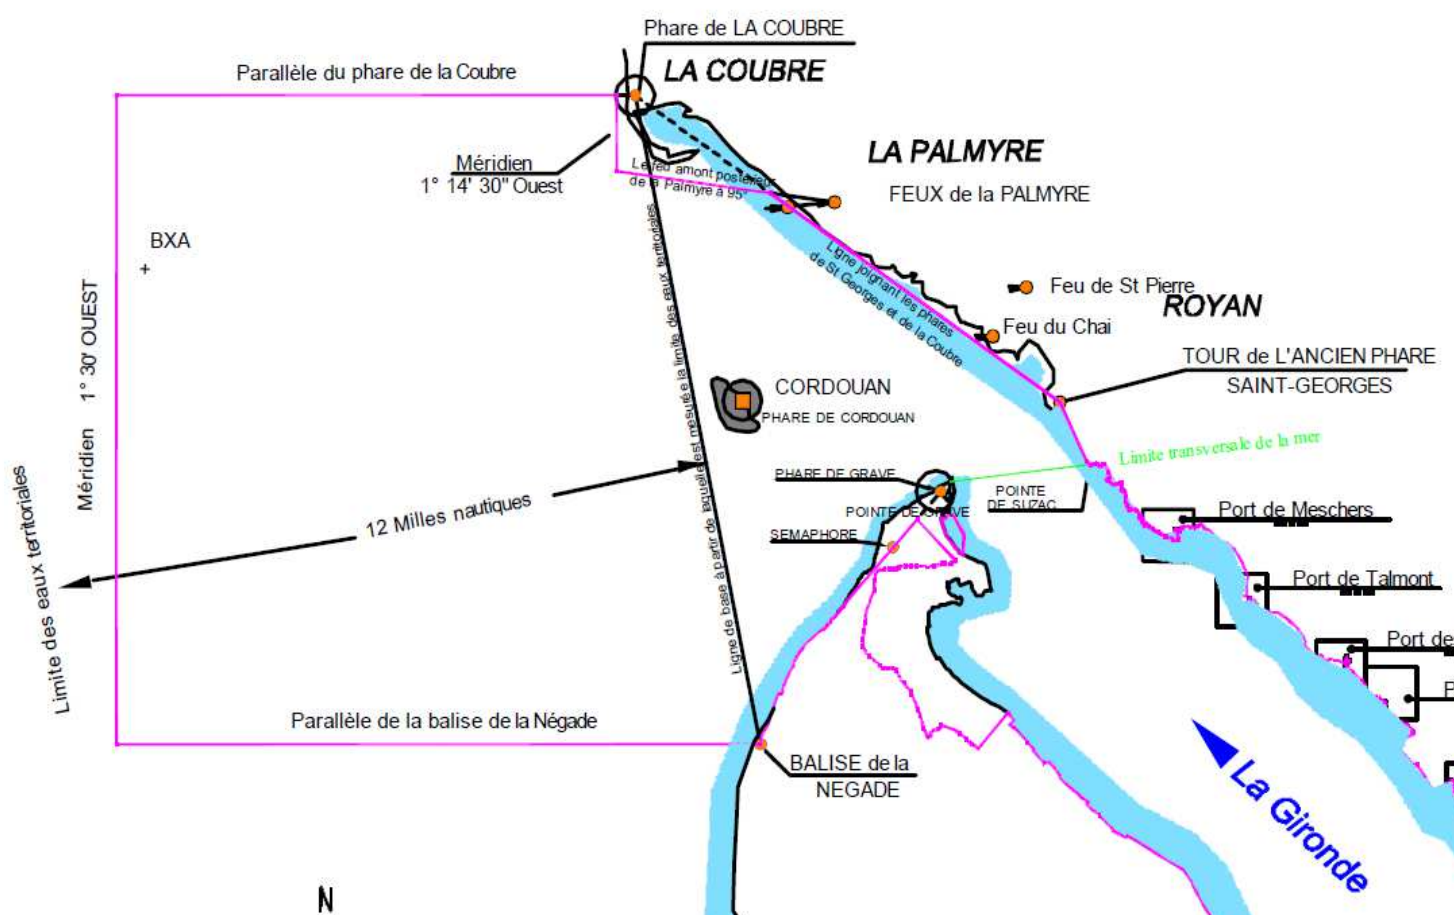 Phare de LA COUBRE
Parallèle du phare de la Coubre
LA COUBRE
LA PALMYRE
Méridien
1° 14' 30" Ouest
Le feu amont postérieur
de la Palmyre à 95°
FEUX de la PALMYRE
BXA
Ligne joignant les phares
de St Georges et de la Coubre
Feu de St Pierre
ROYAN
Feu du Chai
TOUR de L'ANCIEN PHARE
SAINT-GEORGES
Méridien 1° 30' OUEST
CORDOUAN
PHARE DE CORDOUAN
Ligne de base à partir de laquelle est mesurée la limite des eaux territoriales
Limite transversale de la mer
PHARE DE GRAVE
POINTE
DE SUZAC
POINTE DE GRAVE
Port de Meschers
12 Milles nautiques
SEMAPHORE
Limite des eaux territoriales
Port de Talmont
Port de
P
Parallèle de la balise de la Négade
BALISE de la
NEGADE
La Gironde
N